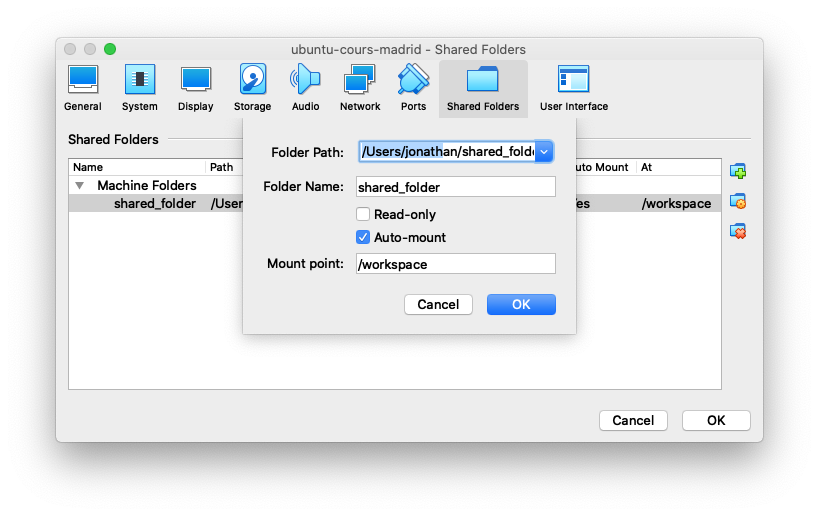 ubuntu-cours-madrid - Shared Folders
General System Display Storage Audio Network Ports Shared Folders User Interface
Shared Folders
Name Path Auto Mount At
Machine Folders
shared_folder /User Yes /workspace
Folder Path: /Users/jonathan/shared_folde
Folder Name: shared_folder
Read-only
Auto-mount
Mount point: /workspace
Cancel OK
Cancel OK